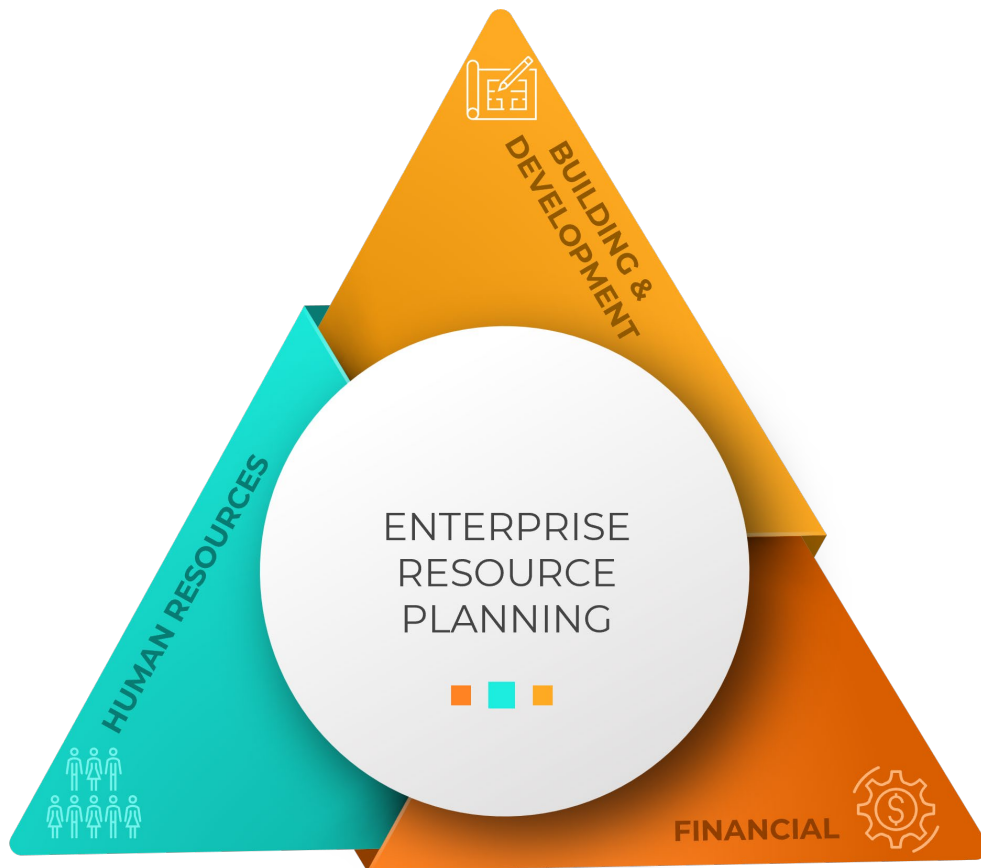 BUILDING &
DEVELOPMENT
HUMAN RESOURCES
ENTERPRISE
RESOURCE
PLANNING
FINANCIAL
$